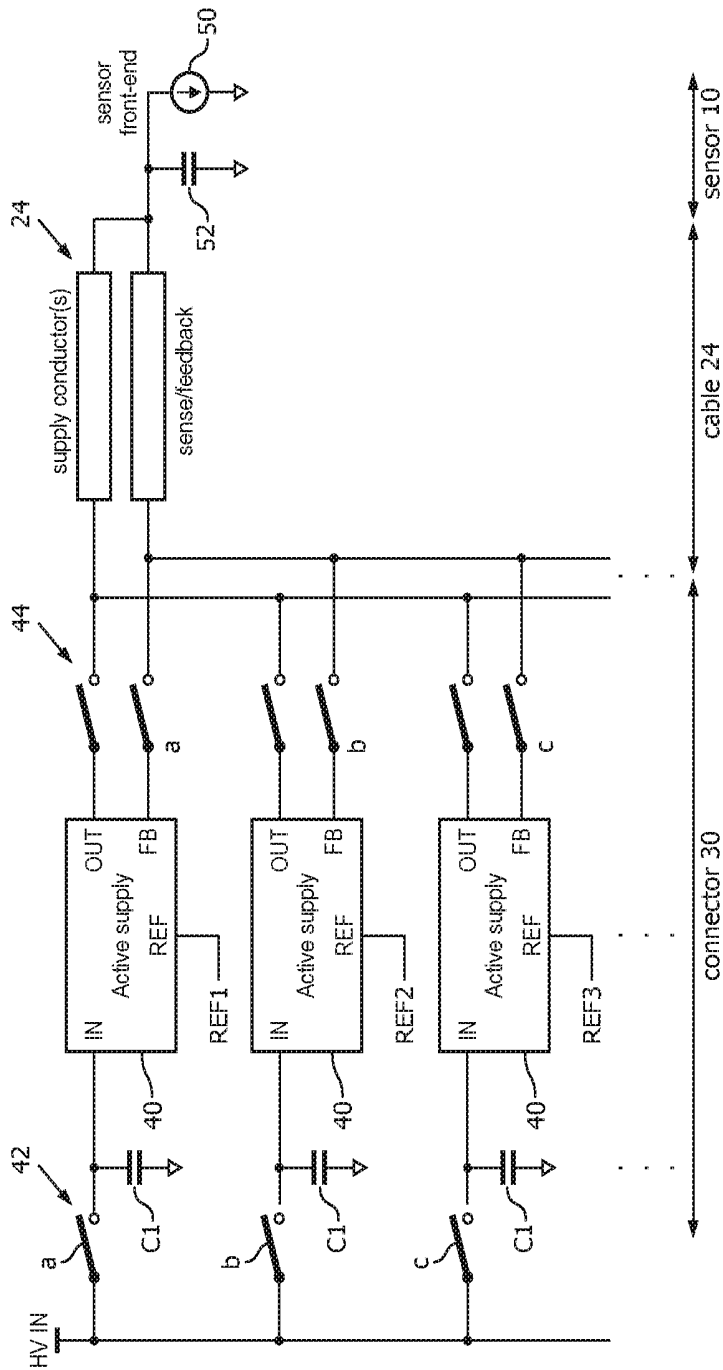 HV IN
42
a
C1
40
IN
Active supply
REF
OUT
FB
REF1
44
a
24
supply conductor(s)
sense/feedback
sensor
front-end
50
52
b
C1
40
IN
Active supply
REF
OUT
FB
REF2
b
c
C1
40
IN
Active supply
REF
OUT
FB
REF3
c
. . .
. . .
. . .
connector 30
cable 24
sensor 10